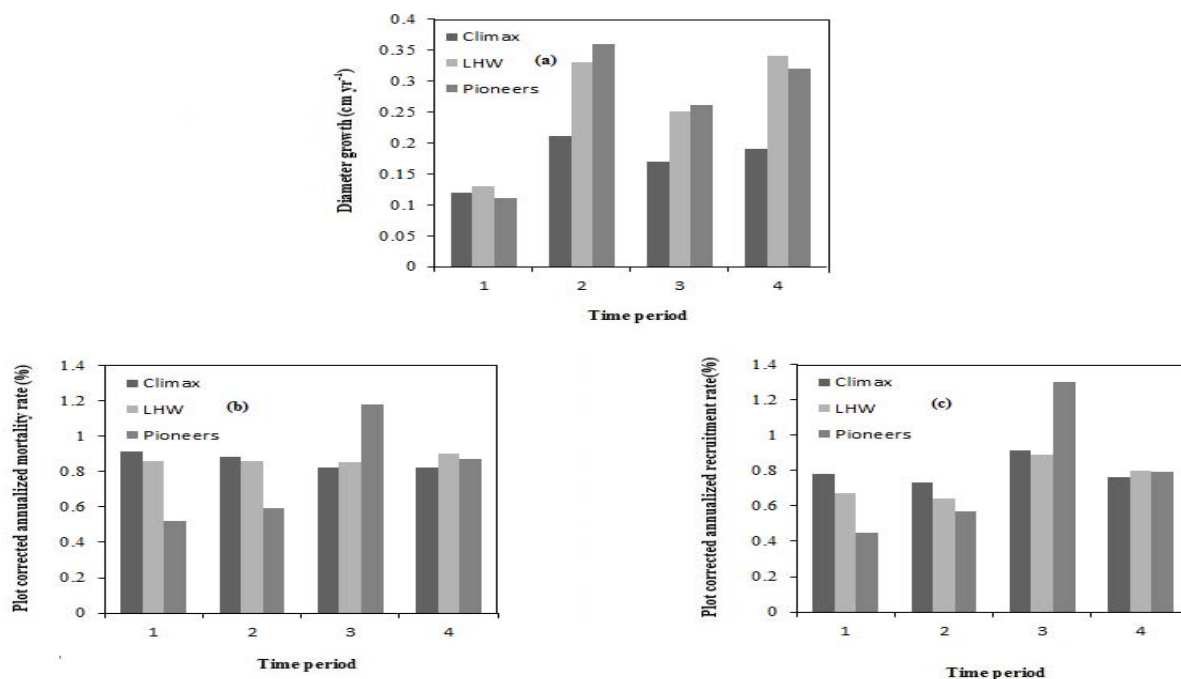 0.4
0.35
0.3
0.25
0.2
0.15
0.1
0.05
0
Diameter growth (cm yr⁻¹)
Climax
LHW
Pioneers
(a)
1 2 3 4
Time period
1.4
1.2
1
0.8
0.6
0.4
0.2
0
Plot corrected annualized mortality rate (%)
Climax
LHW
Pioneers
(b)
1 2 3 4
Time period
1.4
1.2
1
0.8
0.6
0.4
0.2
0
Plot corrected annualized recruitment rate(%)
Climax
LHW
Pioneers
(c)
1 2 3 4
Time period